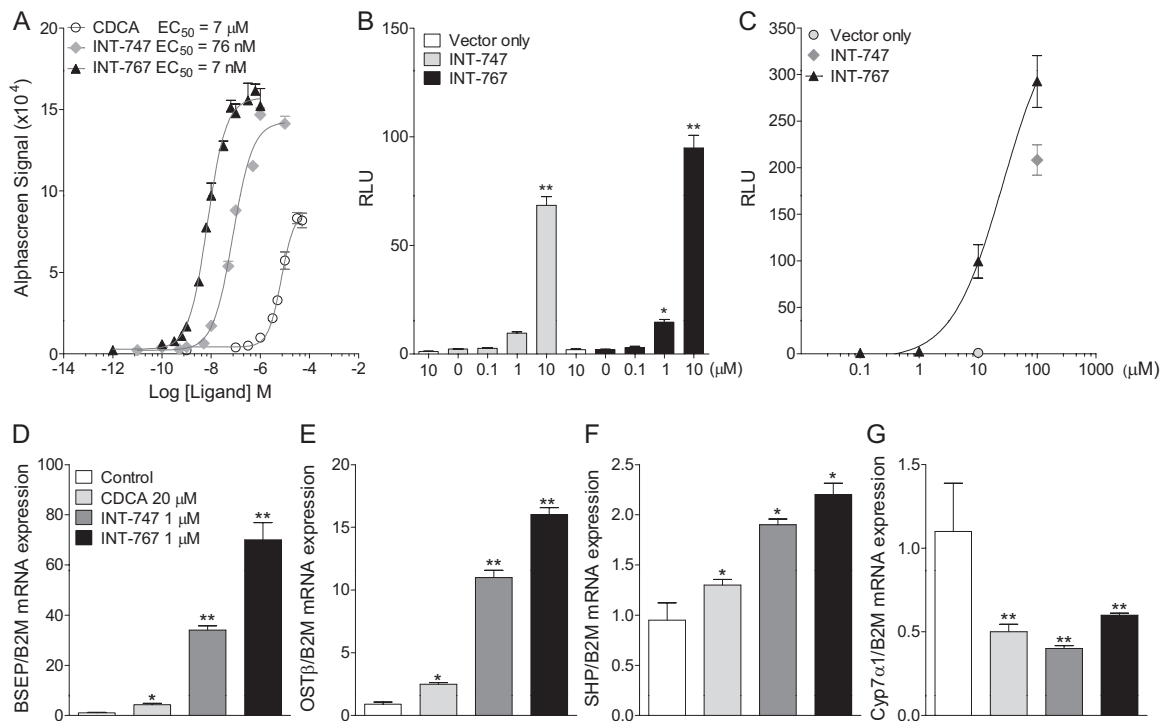 A
CDCA EC50 = 7 μM
INT-747 EC50 = 76 nM
INT-767 EC50 = 7 nM
Alphascreen Signal (x10^4)
20
15
10
5
0
-14 -12 -10 -8 -6 -4 -2
Log [Ligand] M
B
Vector only
INT-747
INT-767
RLU
150
100
50
0
**
*
**
10 0 0.1 1 10 10 0 0.1 1 10 (μM)
C
Vector only
INT-747
INT-767
RLU
350
300
250
200
150
100
50
0
0.1 1 10 100 1000 (μM)
D
Control
CDCA 20 μM
INT-747 1 μM
INT-767 1 μM
BSEP/B2M mRNA expression
100
80
60
40
20
0
* ** **
E
OSTβ/B2M mRNA expression
20
15
10
5
0
* ** **
F
SHP/B2M mRNA expression
2.5
2.0
1.5
1.0
0.5
0.0
* * *
G
Cyp7α1/B2M mRNA expression
1.5
1.0
0.5
0.0
** ** **